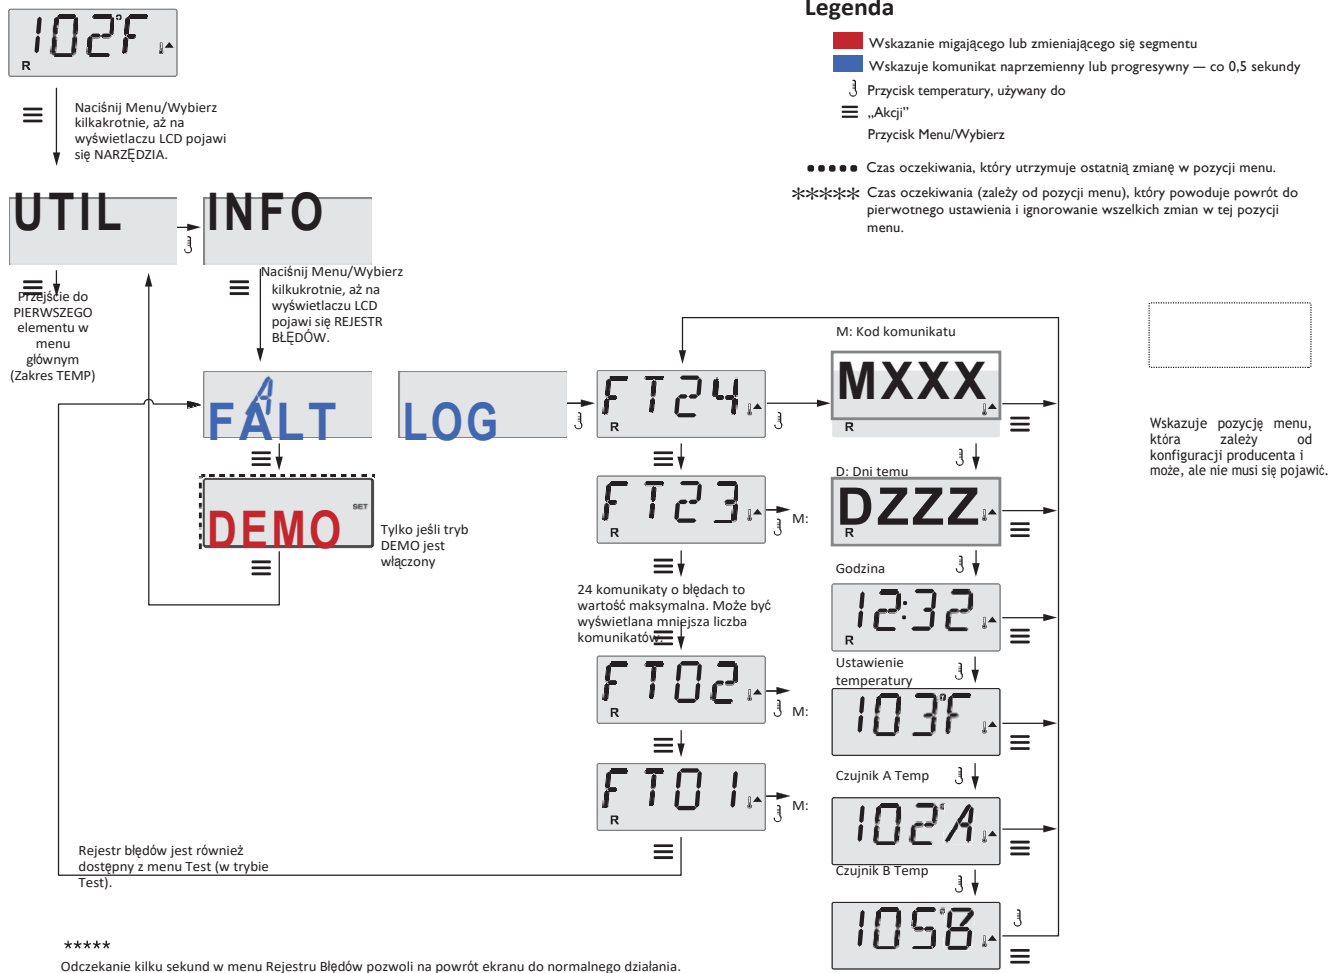 102°F
R
Naciśnij Menu/Wybierz
kilkakrotnie, aż na
wyświetlaczu LCD pojawi
się NARZĘDZIA.
Legenda
Wskazanie migającego lub zmieniającego się segmentu
Wskazuje komunikat naprzemienny lub progresywny — co 0,5 sekundy
Przycisk temperatury, używany do
„Akcji”
Przycisk Menu/Wybierz
Czas oczekiwania, który utrzymuje ostatnią zmianę w pozycji menu.
***** Czas oczekiwania (zależy od pozycji menu), który powoduje powrót do
pierwotnego ustawienia i ignorowanie wszelkich zmian w tej pozycji
menu.
UTIL
INFO
Przejście do
PIERWSZEGO
elementu w
menu
głównym
(Zakres TEMP)
Naciśnij Menu/Wybierz
kilkukrotnie, aż na
wyświetlaczu LCD
pojawi się REJESTR
BŁĘDÓW.
FALT
A
LOG
FT24
R
M: Kod komunikatu
MXXX
R
Wskazuje pozycję menu,
która zależy od
konfiguracji producenta i
może, ale nie musi się pojawić.
DEMO
SET
Tylko jeśli tryb
DEMO jest
włączony
FT23
R
M:
D: Dni temu
DZZZ
R
24 komunikaty o błędach to
wartość maksymalna. Może być
wyświetlana mniejsza liczba
komunikatów.
Godzina
12:32
R
FT02
R
M:
Ustawienie
temperatury
103°F
FT01
R
M:
Czujnik A Temp
102°A
Czujnik B Temp
105°B
Rejestr błędów jest również
dostępny z menu Test (w trybie
Test).
*****
Odczekanie kilku sekund w menu Rejestru Błędów pozwoli na powrót ekranu do normalnego działania.